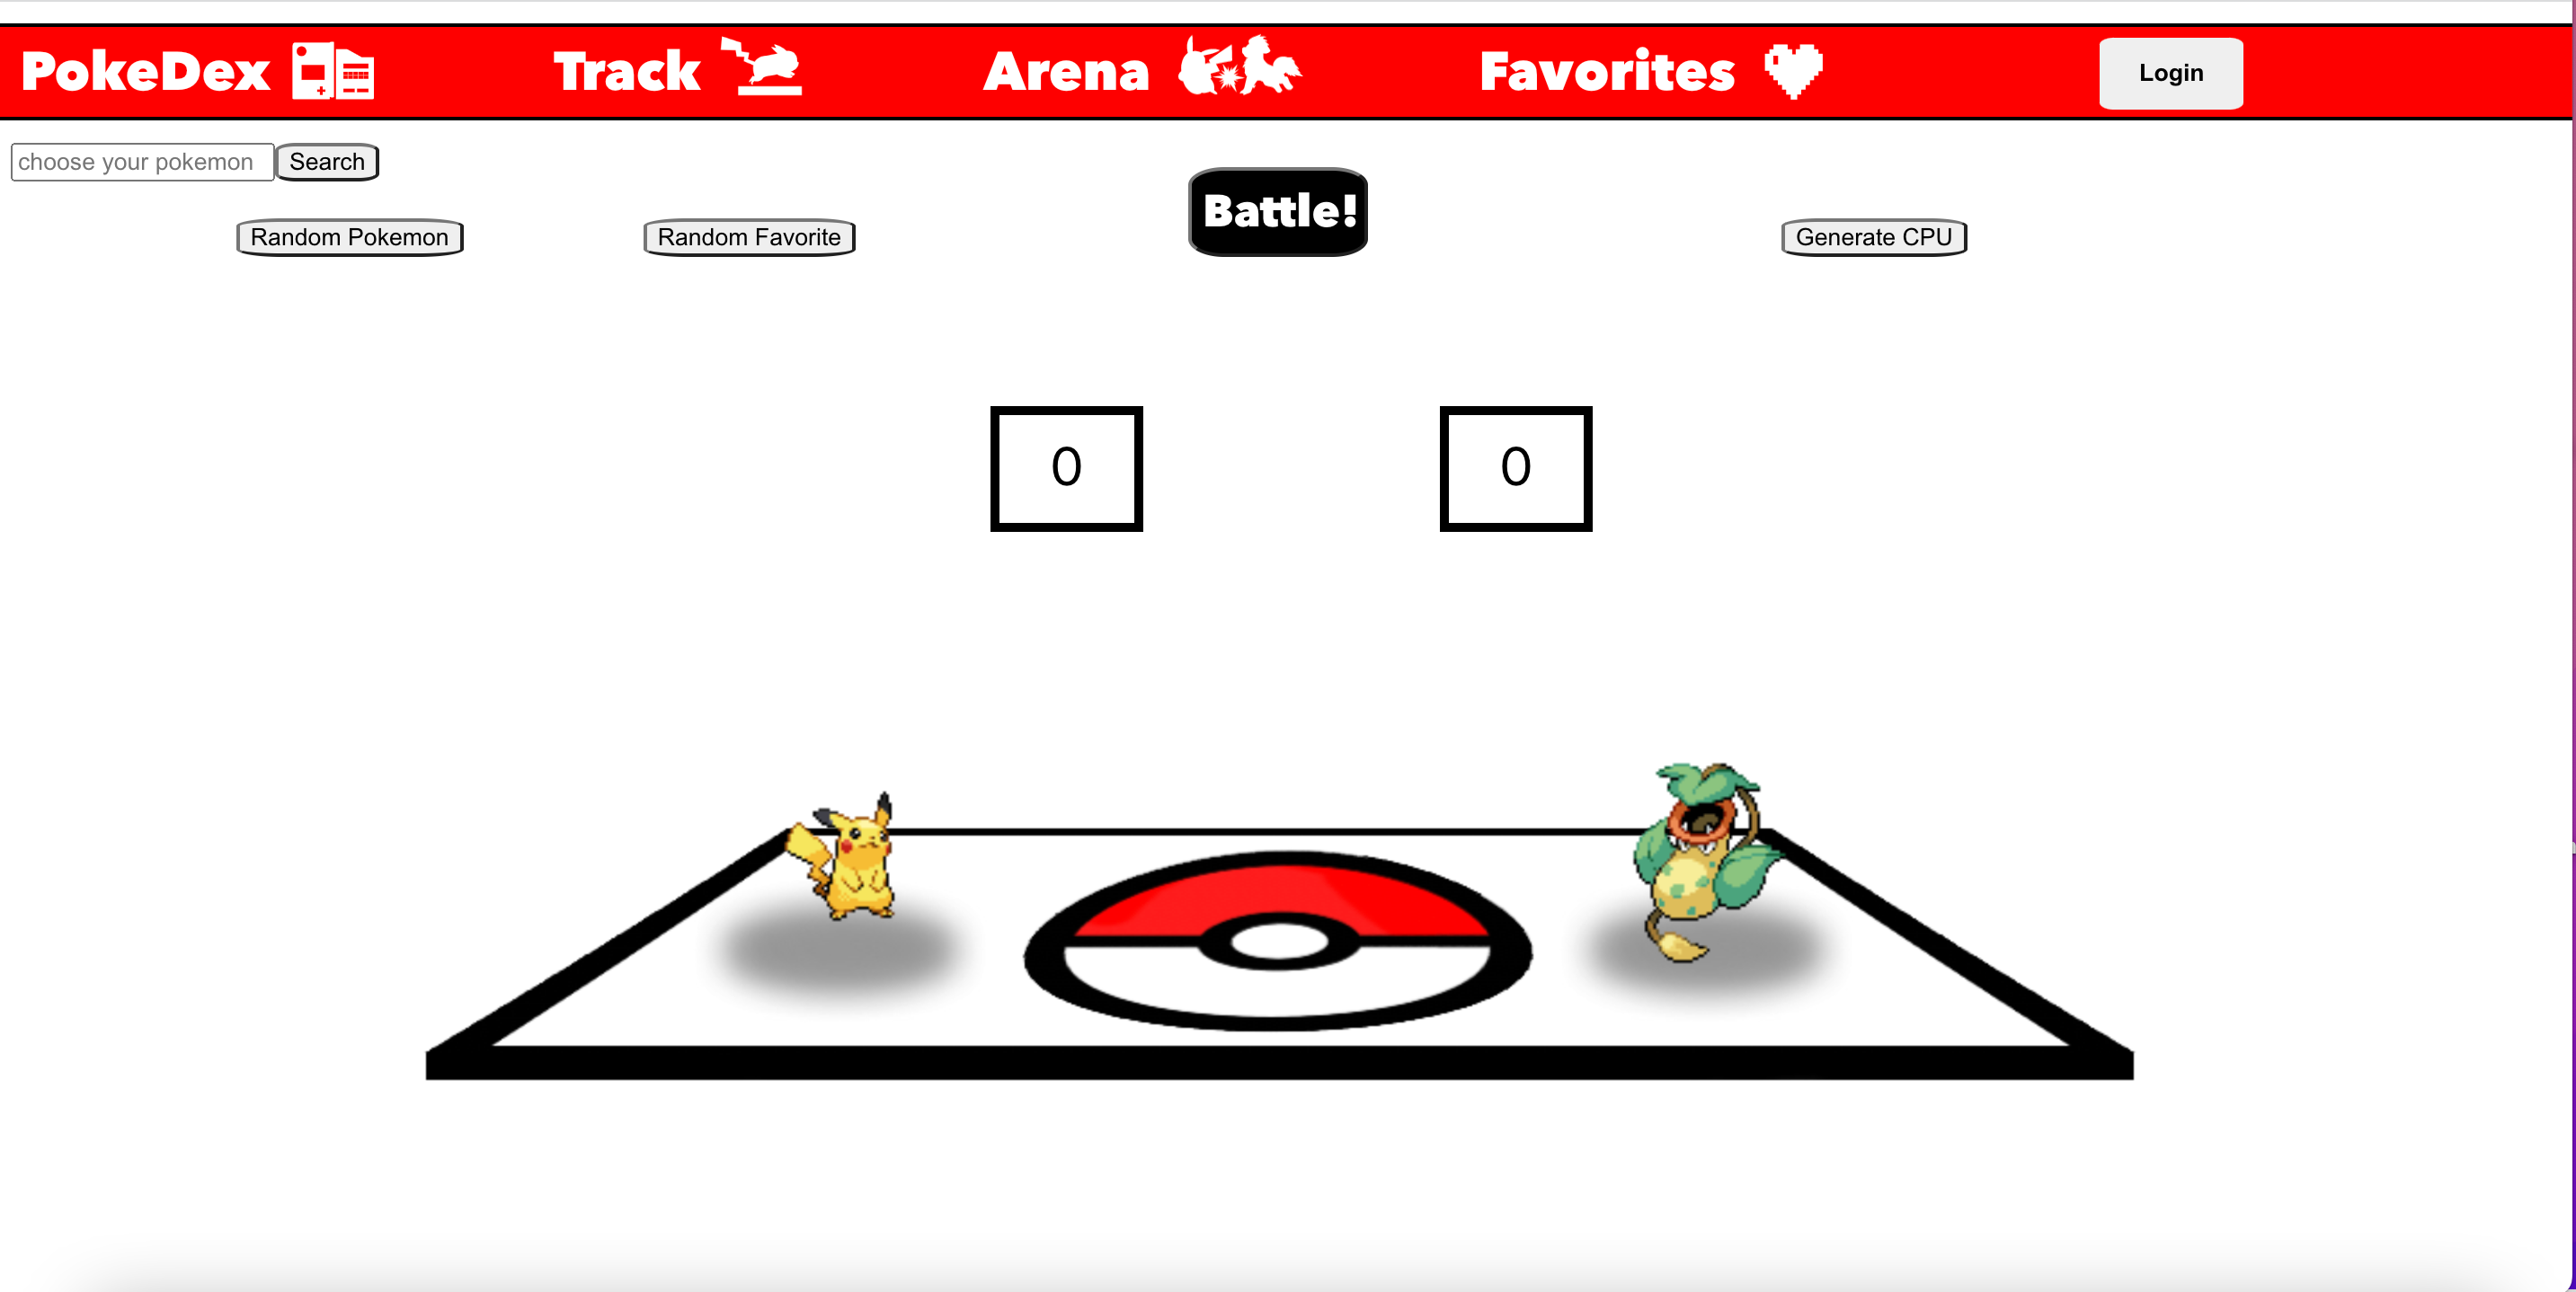 PokeDex Track Arena Favorites Login
choose your pokemon Search
Battle!
Random Pokemon Random Favorite Generate CPU
0 0